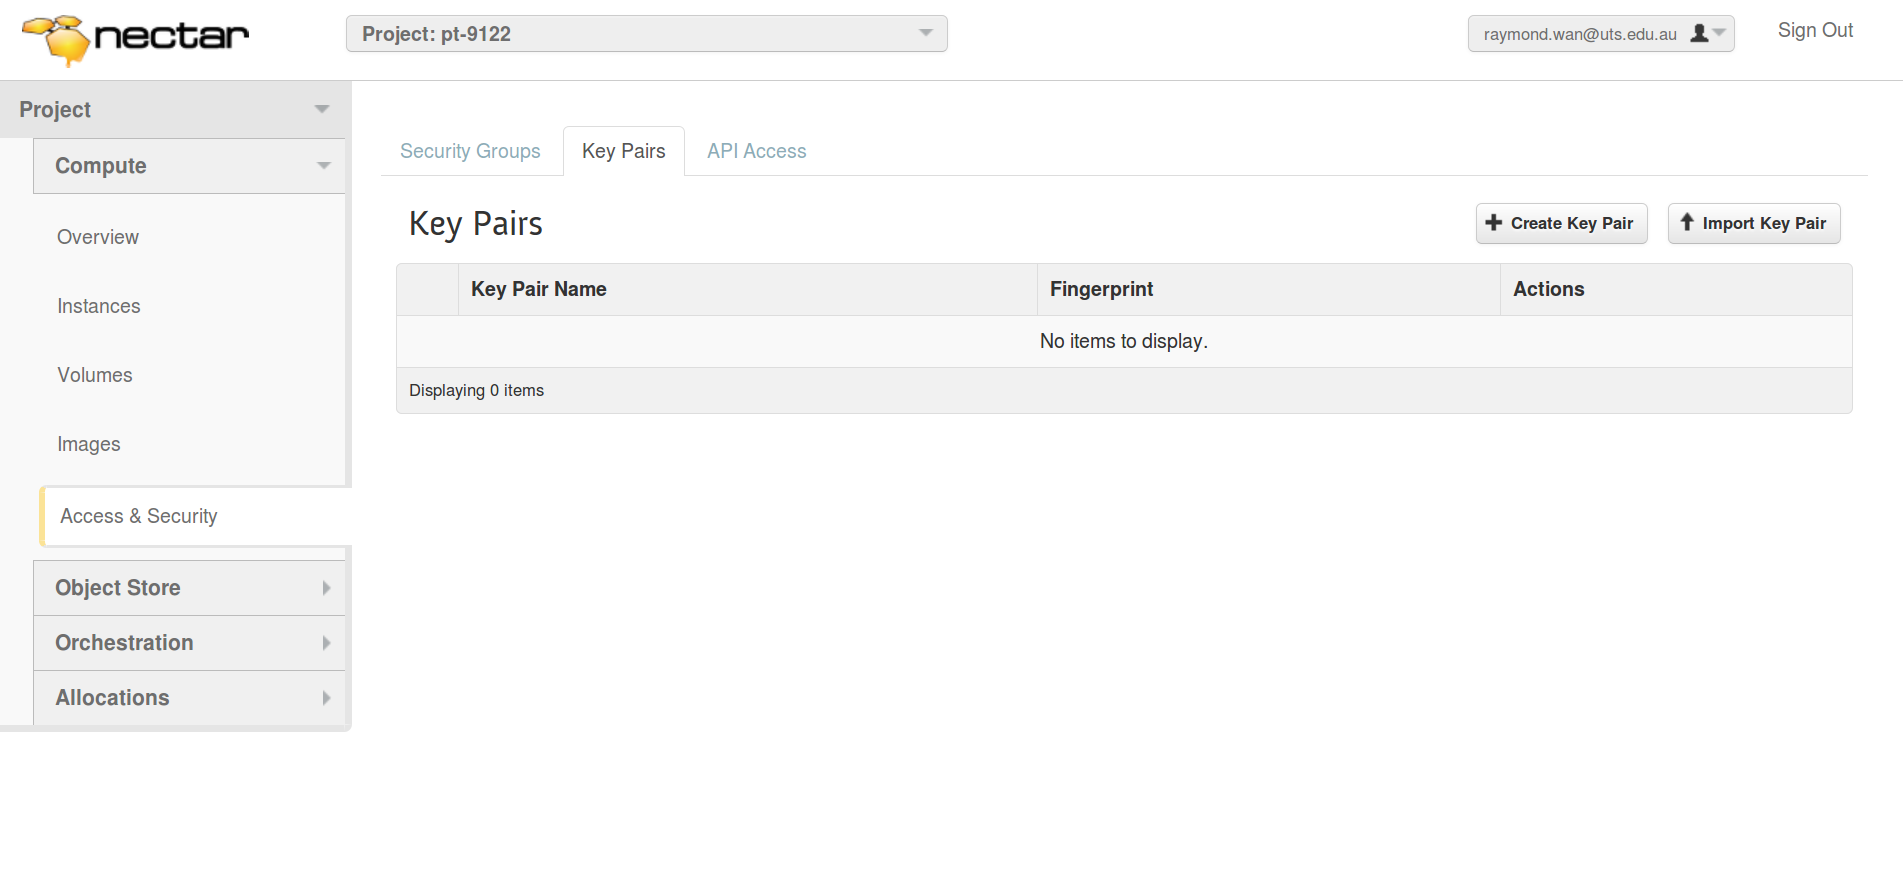 nectar
Project: pt-9122
raymond.wan@uts.edu.au
Sign Out
Project
Compute
Overview
Instances
Volumes
Images
Access & Security
Object Store
Orchestration
Allocations
Security Groups
Key Pairs
API Access
Key Pairs
Create Key Pair
Import Key Pair
Key Pair Name
Fingerprint
Actions
No items to display.
Displaying 0 items